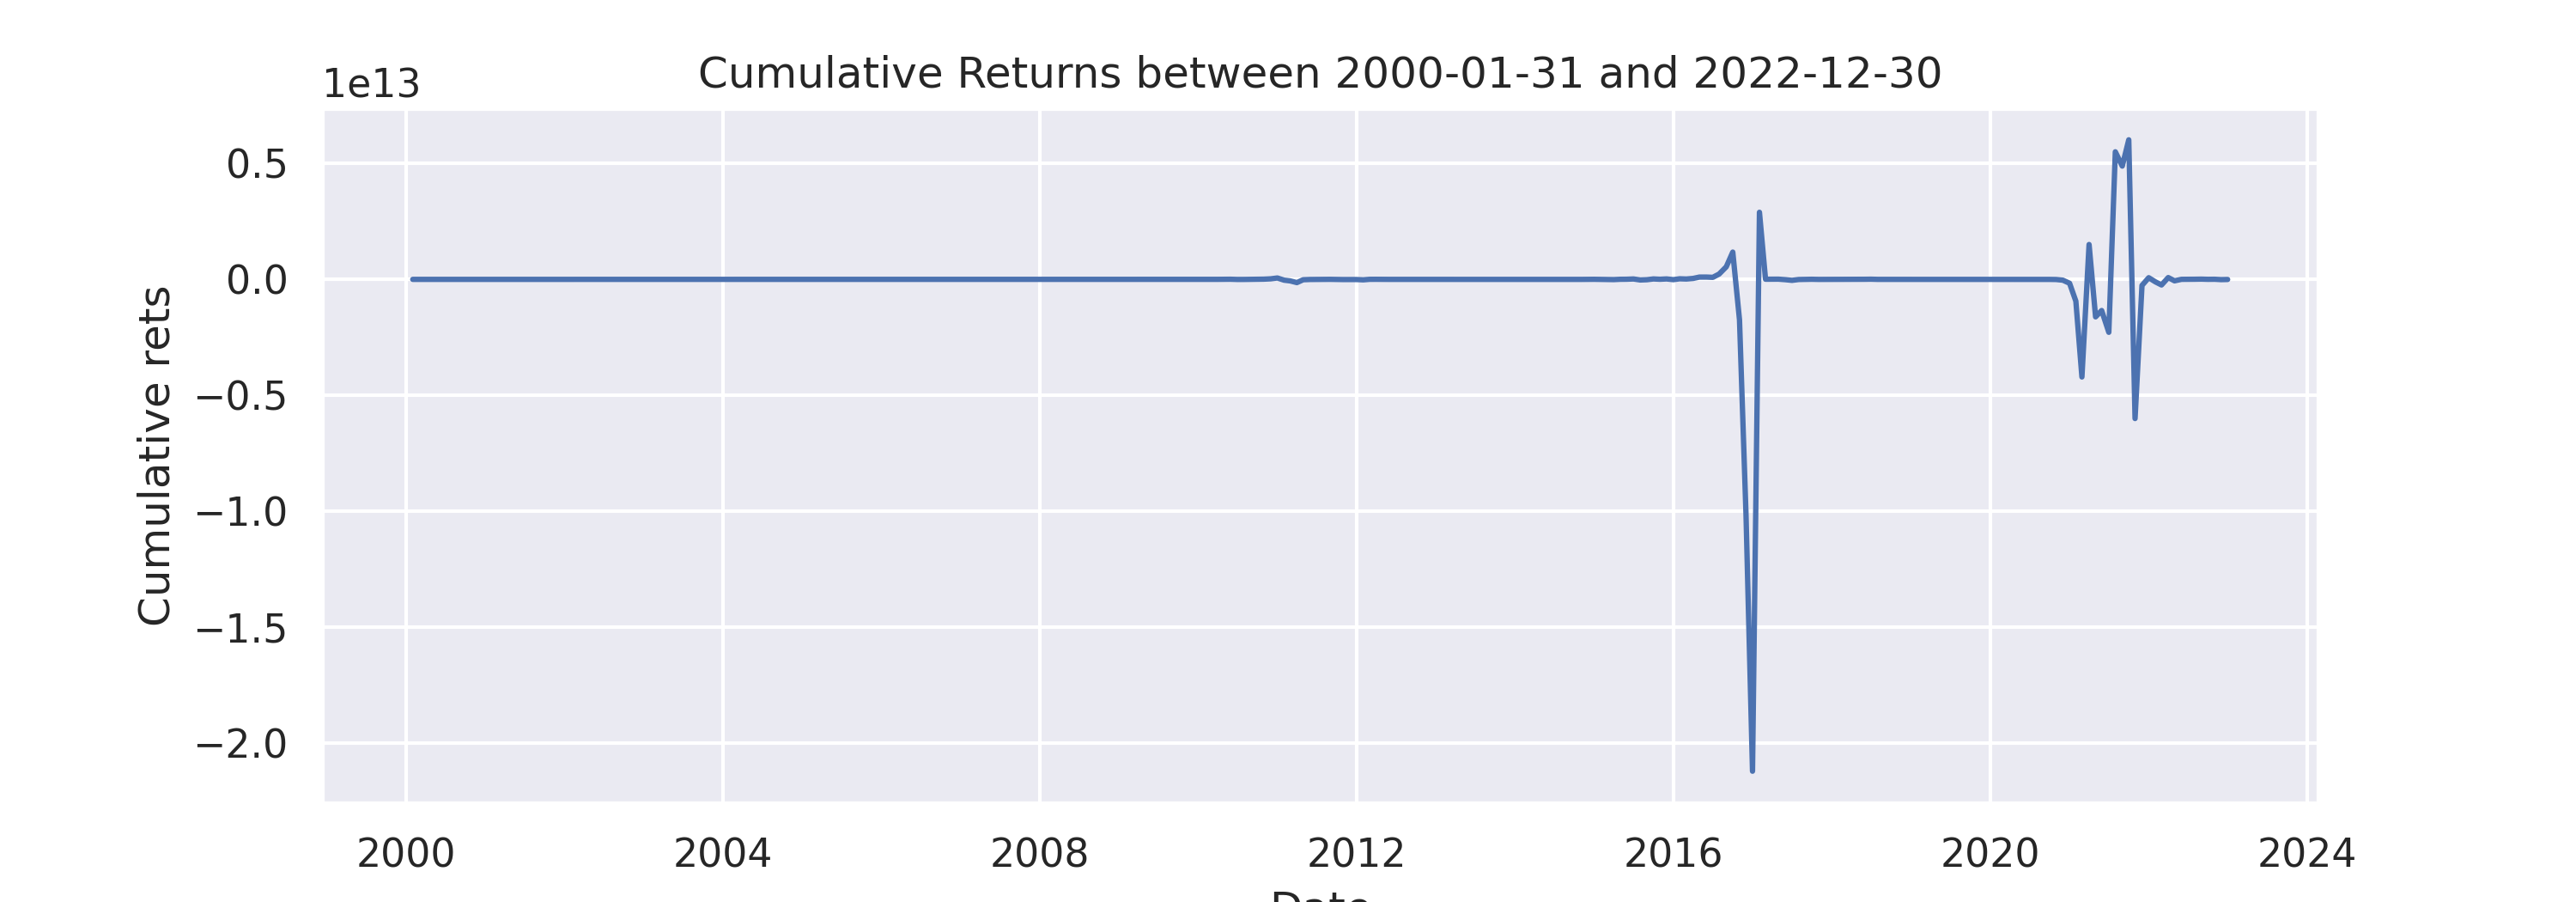 Cumulative Returns between 2000-01-31 and 2022-12-30
1e13
0.5
0.0
−0.5
−1.0
−1.5
−2.0
Cumulative rets
2000 2004 2008 2012 2016 2020 2024
Date